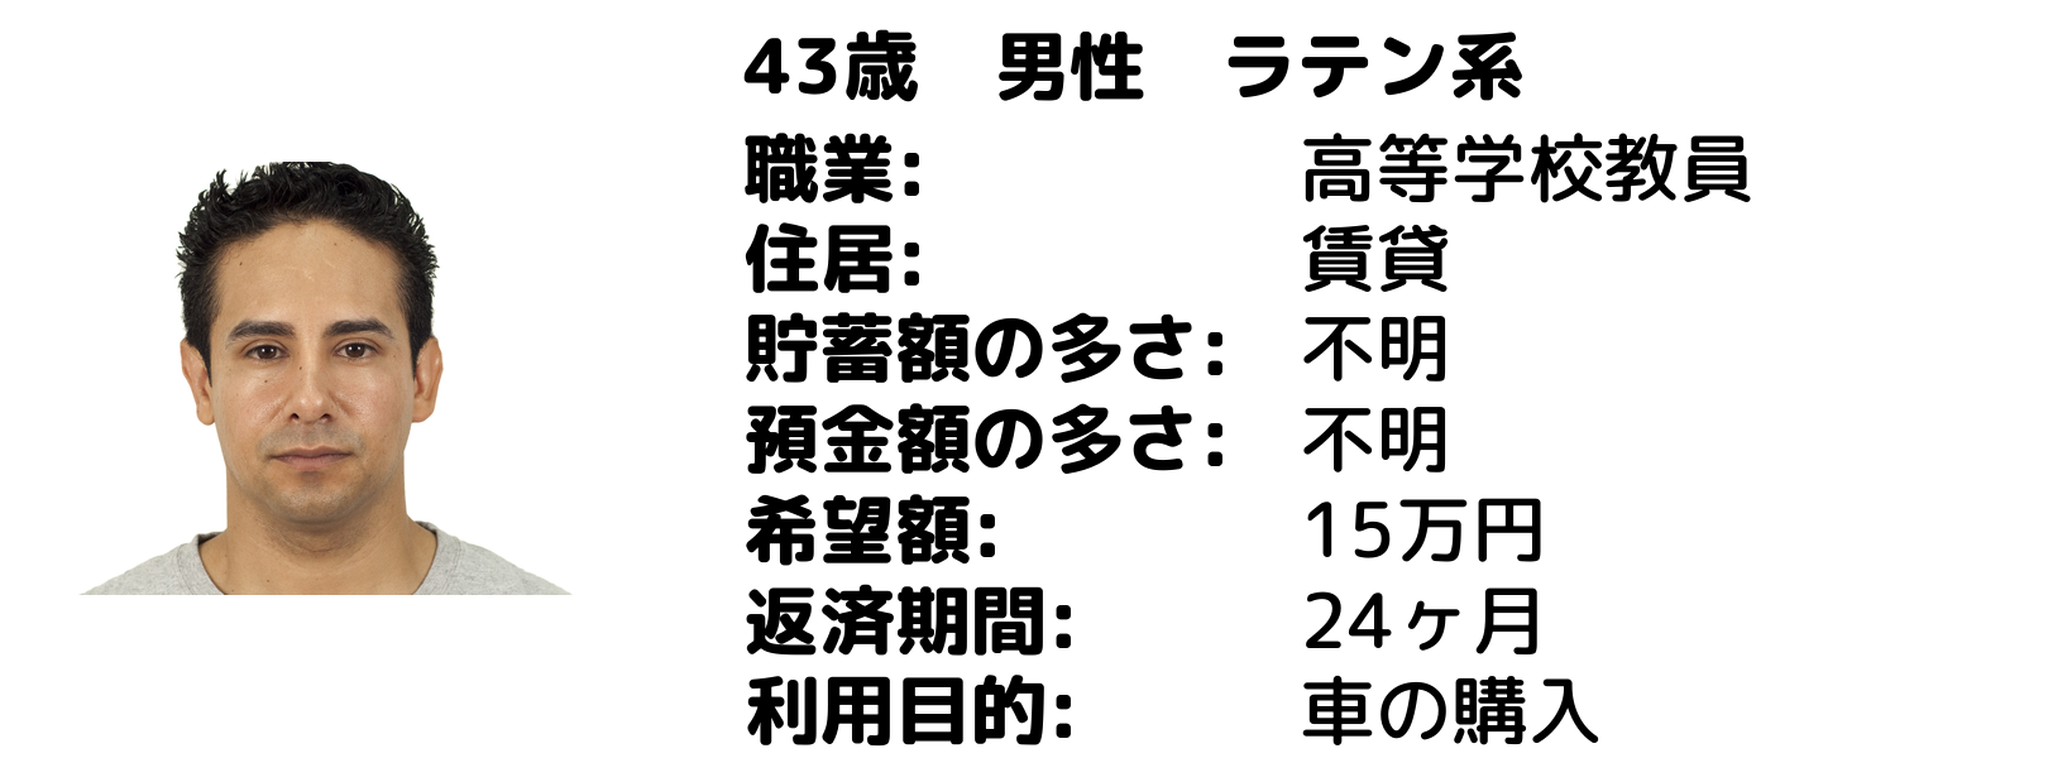 43歳　男性　ラテン系
職業:　高等学校教員
住居:　賃貸
貯蓄額の多さ:　不明
預金額の多さ:　不明
希望額:　15万円
返済期間:　24ヶ月
利用目的:　車の購入